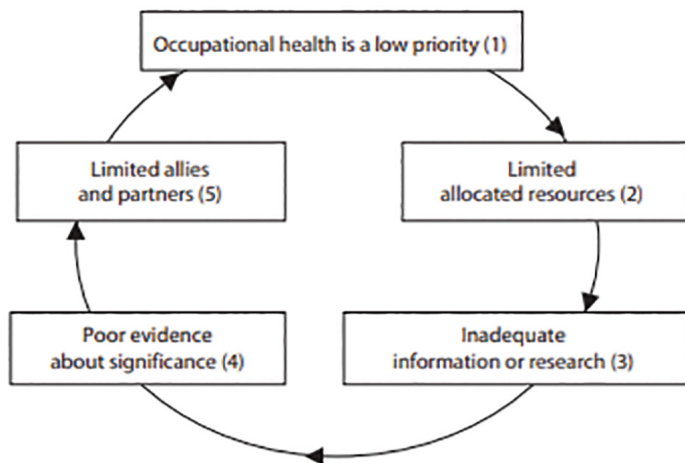 Occupational health is a low priority (1)
Limited
allocated resources (2)
Inadequate
information or research (3)
Poor evidence
about significance (4)
Limited allies
and partners (5)